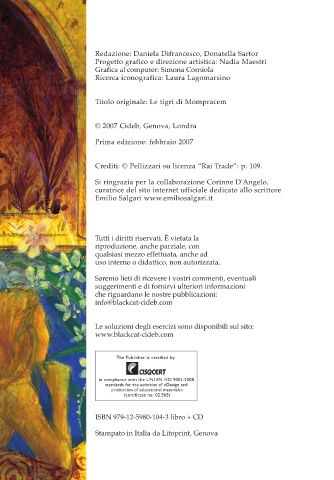 Redazione: Daniela Difrancesco, Donatella Sartor
Progetto grafico e direzione artistica: Nadia Maestri
Grafica al computer: Simona Corniola
Ricerca iconografica: Laura Lagomarsino
Titolo originale: Le tigri di Mompracem
© 2007 Cideb, Genova, Londra
Prima edizione: febbraio 2007
Crediti: © Pellizzari su licenza "Rai Trade": p. 109.
Si ringrazia per la collaborazione Corinne D'Angelo,
curatrice del sito internet ufficiale dedicato allo scrittore
Emilio Salgari www.emiliosalgari.it
Tutti i diritti riservati. È vietata la
riproduzione, anche parziale, con
qualsiasi mezzo effettuata, anche ad
uso interno o didattico, non autorizzata.
Saremo lieti di ricevere i vostri commenti, eventuali
suggerimenti e di fornirvi ulteriori informazioni
che riguardano le nostre pubblicazioni:
info@blackcat-cideb.com
Le soluzioni degli esercizi sono disponibili sul sito:
www.blackcat-cideb.com
The Publisher is certified by
CISQCERT
in compliance with the UNI EN ISO 9001:2008
standards for the activities of «Design and
production of educational materials»
(certificate no. 02.565)
ISBN 979-12-5980-104-3 libro + CD
Stampato in Italia da Litoprint, Genova